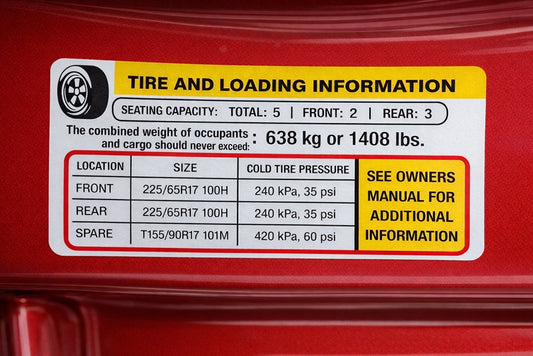 TIRE AND LOADING INFORMATION
SEATING CAPACITY: TOTAL: 5 | FRONT: 2 | REAR: 3
The combined weight of occupants and cargo should never exceed: 638 kg or 1408 lbs.
LOCATION SIZE COLD TIRE PRESSURE
FRONT 225/65R17 100H 240 kPa, 35 psi
REAR 225/65R17 100H 240 kPa, 35 psi
SPARE T155/90R17 101M 420 kPa, 60 psi
SEE OWNERS
MANUAL FOR
ADDITIONAL
INFORMATION